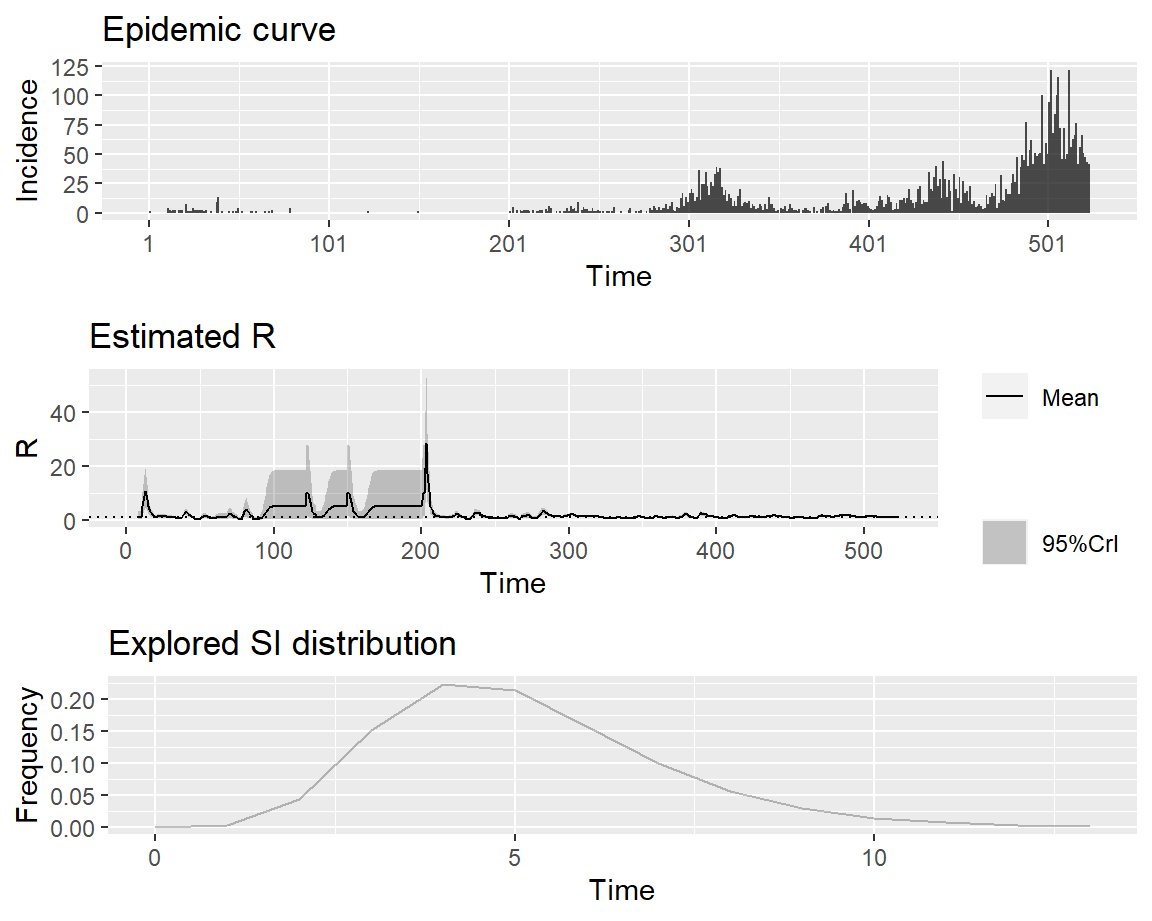 Epidemic curve
125
100
75
50
25
0
Incidence
1 101 201 301 401 501
Time
Estimated R
40
20
0
R
0 100 200 300 400 500
Time
Mean
95%CrI
Explored SI distribution
0.20
0.15
0.10
0.05
0.00
Frequency
0 5 10
Time